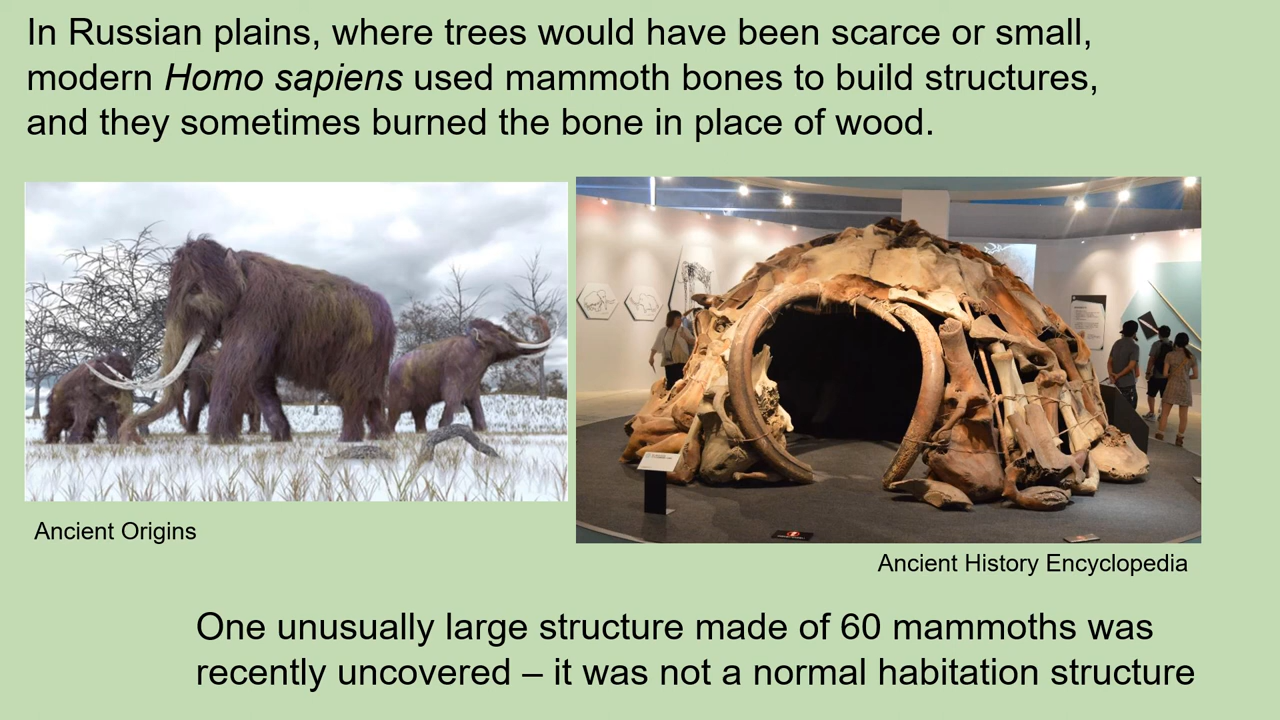 In Russian plains, where trees would have been scarce or small,
modern Homo sapiens used mammoth bones to build structures,
and they sometimes burned the bone in place of wood.
Ancient Origins
Ancient History Encyclopedia
One unusually large structure made of 60 mammoths was
recently uncovered – it was not a normal habitation structure